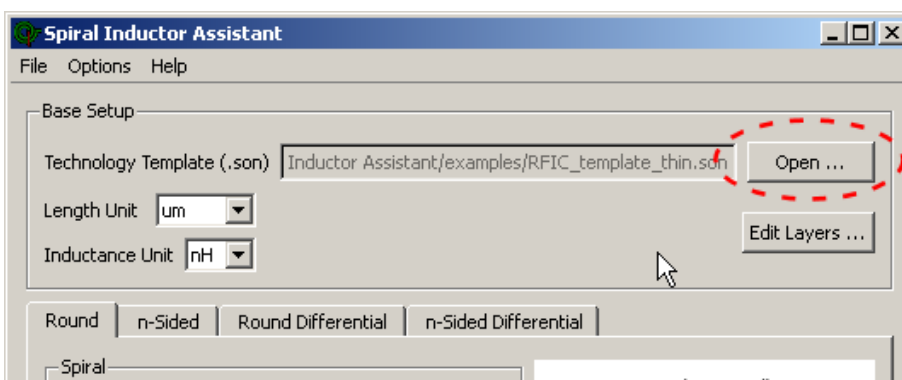 Spiral Inductor Assistant
File Options Help
Base Setup
Technology Template (.son) Inductor Assistant/examples/RFIC_template_thin.son Open ...
Length Unit um
Edit Layers ...
Inductance Unit nH
Round n-Sided Round Differential n-Sided Differential
Spiral